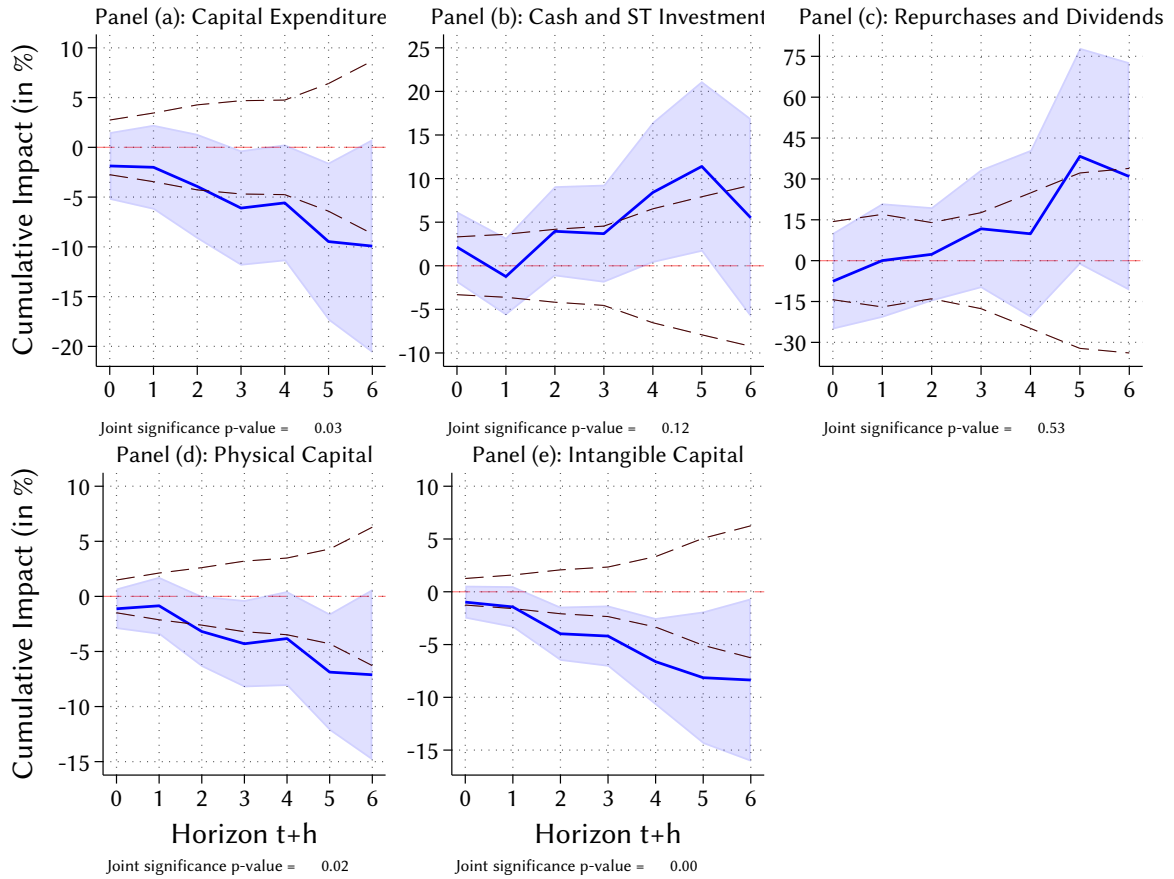 Panel (a): Capital Expenditure
Panel (b): Cash and ST Investment
Panel (c): Repurchases and Dividends
Cumulative Impact (in %)
10
5
0
-5
-10
-15
-20
0 1 2 3 4 5 6
Joint significance p-value = 0.03
25
20
15
10
5
0
-5
-10
0 1 2 3 4 5 6
Joint significance p-value = 0.12
75
60
45
30
15
0
-15
-30
0 1 2 3 4 5 6
Joint significance p-value = 0.53
Panel (d): Physical Capital
Cumulative Impact (in %)
10
5
0
-5
-10
-15
0 1 2 3 4 5 6
Horizon t+h
Joint significance p-value = 0.02
Panel (e): Intangible Capital
10
5
0
-5
-10
-15
0 1 2 3 4 5 6
Horizon t+h
Joint significance p-value = 0.00